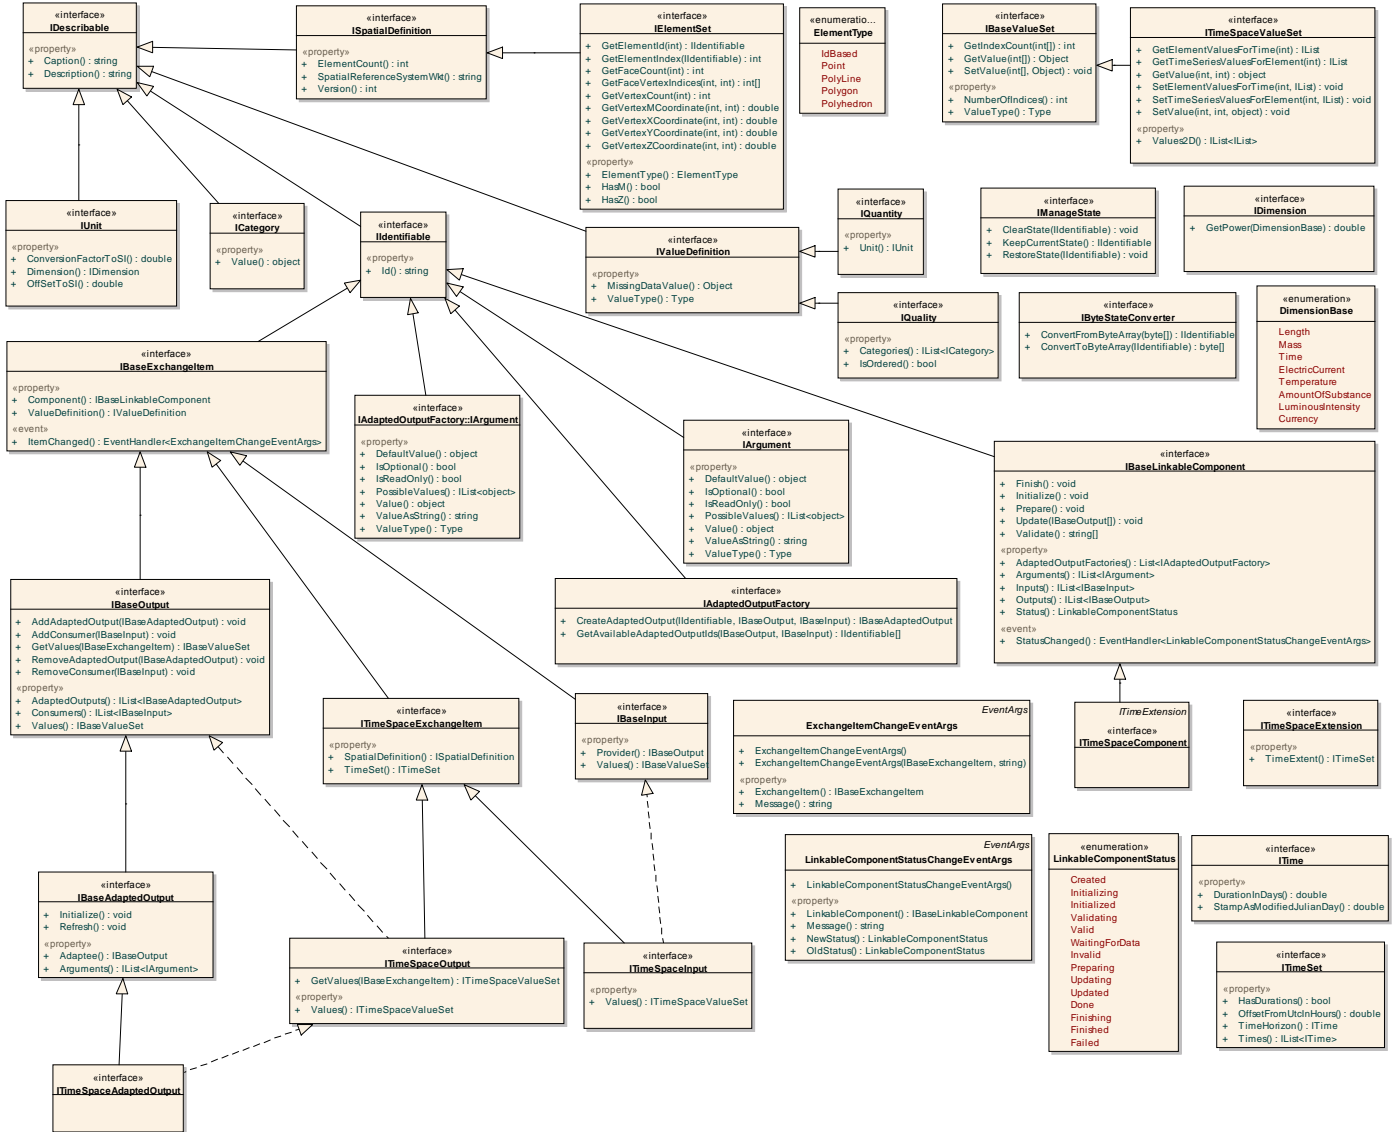 «interface»
IDescribable
«property»
+ Caption() : string
+ Description() : string
«interface»
ISpatialDefinition
«property»
+ ElementCount() : int
+ SpatialReferenceSystemWkt() : string
+ Version() : int
«interface»
IElementSet
+ GetElementId(int) : IIdentifiable
+ GetElementIndex(IIdentifiable) : int
+ GetFaceCount(int) : int
+ GetFaceVertexIndices(int, int) : int[]
+ GetVertexCount(int) : int
+ GetVertexMCoordinate(int, int) : double
+ GetVertexXCoordinate(int, int) : double
+ GetVertexYCoordinate(int, int) : double
+ GetVertexZCoordinate(int, int) : double
«property»
+ ElementType() : ElementType
+ HasM() : bool
+ HasZ() : bool
«enumeratio...
ElementType
IdBased
Point
PolyLine
Polygon
Polyhedron
«interface»
IBaseValueSet
+ GetIndexCount(int[]) : int
+ GetValue(int[]) : Object
+ SetValue(int[], Object) : void
«property»
+ NumberOfIndices() : int
+ ValueType() : Type
«interface»
ITimeSpaceValueSet
+ GetElementValuesForTime(int) : IList
+ GetTimeSeriesValuesForElement(int) : IList
+ GetValue(int, int) : object
+ SetElementValuesForTime(int, IList) : void
+ SetTimeSeriesValuesForElement(int, IList) : void
+ SetValue(int, int, object) : void
«property»
+ Values2D() : IList<IList>
«interface»
IUnit
«property»
+ ConversionFactorToSI() : double
+ Dimension() : IDimension
+ OffSetToSI() : double
«interface»
ICategory
«property»
+ Value() : object
«interface»
IIdentifiable
«property»
+ Id() : string
«interface»
IValueDefinition
«property»
+ MissingDataValue() : Object
+ ValueType() : Type
«interface»
IQuantity
«property»
+ Unit() : IUnit
«interface»
IManageState
+ ClearState(IIdentifiable) : void
+ KeepCurrentState() : IIdentifiable
+ RestoreState(IIdentifiable) : void
«interface»
IDimension
+ GetPower(DimensionBase) : double
«interface»
IQuality
«property»
+ Categories() : IList<ICategory>
+ IsOrdered() : bool
«interface»
IByteStateConverter
+ ConvertFromByteArray(byte[]) : IIdentifiable
+ ConvertToByteArray(IIdentifiable) : byte[]
«enumeration»
DimensionBase
Length
Mass
Time
ElectricCurrent
Temperature
AmountOfSubstance
LuminousIntensity
Currency
«interface»
IBaseExchangeItem
«property»
+ Component() : IBaseLinkableComponent
+ ValueDefinition() : IValueDefinition
«event»
+ ItemChanged() : EventHandler<ExchangeItemChangeEventArgs>
«interface»
IAdaptedOutputFactory::IArgument
«property»
+ DefaultValue() : object
+ IsOptional() : bool
+ IsReadOnly() : bool
+ PossibleValues() : IList<object>
+ Value() : object
+ ValueAsString() : string
+ ValueType() : Type
«interface»
IArgument
«property»
+ DefaultValue() : object
+ IsOptional() : bool
+ IsReadOnly() : bool
+ PossibleValues() : IList<object>
+ Value() : object
+ ValueAsString() : string
+ ValueType() : Type
«interface»
IBaseLinkableComponent
+ Finish() : void
+ Initialize() : void
+ Prepare() : void
+ Update(IBaseOutput[]) : void
+ Validate() : string[]
«property»
+ AdaptedOutputFactories() : List<IAdaptedOutputFactory>
+ Arguments() : IList<IArgument>
+ Inputs() : IList<IBaseInput>
+ Outputs() : IList<IBaseOutput>
+ Status() : LinkableComponentStatus
«event»
+ StatusChanged() : EventHandler<LinkableComponentStatusChangeEventArgs>
«interface»
IBaseOutput
+ AddAdaptedOutput(IBaseAdaptedOutput) : void
+ AddConsumer(IBaseInput) : void
+ GetValues(IBaseExchangeItem) : IBaseValueSet
+ RemoveAdaptedOutput(IBaseAdaptedOutput) : void
+ RemoveConsumer(IBaseInput) : void
«property»
+ AdaptedOutputs() : IList<IBaseAdaptedOutput>
+ Consumers() : IList<IBaseInput>
+ Values() : IBaseValueSet
«interface»
IAdaptedOutputFactory
+ CreateAdaptedOutput(IIdentifiable, IBaseOutput, IBaseInput) : IBaseAdaptedOutput
+ GetAvailableAdaptedOutputIds(IBaseOutput, IBaseInput) : IIdentifiable[]
«interface»
ITimeSpaceExchangeItem
«property»
+ SpatialDefinition() : ISpatialDefinition
+ TimeSet() : ITimeSet
«interface»
IBaseInput
«property»
+ Provider() : IBaseOutput
+ Values() : IBaseValueSet
EventArgs
ExchangeItemChangeEventArgs
+ ExchangeItemChangeEventArgs()
+ ExchangeItemChangeEventArgs(IBaseExchangeItem, string)
«property»
+ ExchangeItem() : IBaseExchangeItem
+ Message() : string
ITimeExtension
«interface»
ITimeSpaceComponent
«interface»
ITimeSpaceExtension
«property»
+ TimeExtent() : ITimeSet
EventArgs
LinkableComponentStatusChangeEventArgs
+ LinkableComponentStatusChangeEventArgs()
«property»
+ LinkableComponent() : IBaseLinkableComponent
+ Message() : string
+ NewStatus() : LinkableComponentStatus
+ OldStatus() : LinkableComponentStatus
«enumeration»
LinkableComponentStatus
Created
Initializing
Initialized
Validating
Valid
WaitingForData
Invalid
Preparing
Updating
Updated
Done
Finishing
Finished
Failed
«interface»
ITime
«property»
+ DurationInDays() : double
+ StampAsModifiedJulianDay() : double
«interface»
ITimeSet
«property»
+ HasDurations() : bool
+ OffsetFromUtcInHours() : double
+ TimeHorizon() : ITime
+ Times() : IList<ITime>
«interface»
IBaseAdaptedOutput
+ Initialize() : void
+ Refresh() : void
«property»
+ Adaptee() : IBaseOutput
+ Arguments() : IList<IArgument>
«interface»
ITimeSpaceOutput
+ GetValues(IBaseExchangeItem) : ITimeSpaceValueSet
«property»
+ Values() : ITimeSpaceValueSet
«interface»
ITimeSpaceInput
«property»
+ Values() : ITimeSpaceValueSet
«interface»
ITimeSpaceAdaptedOutput